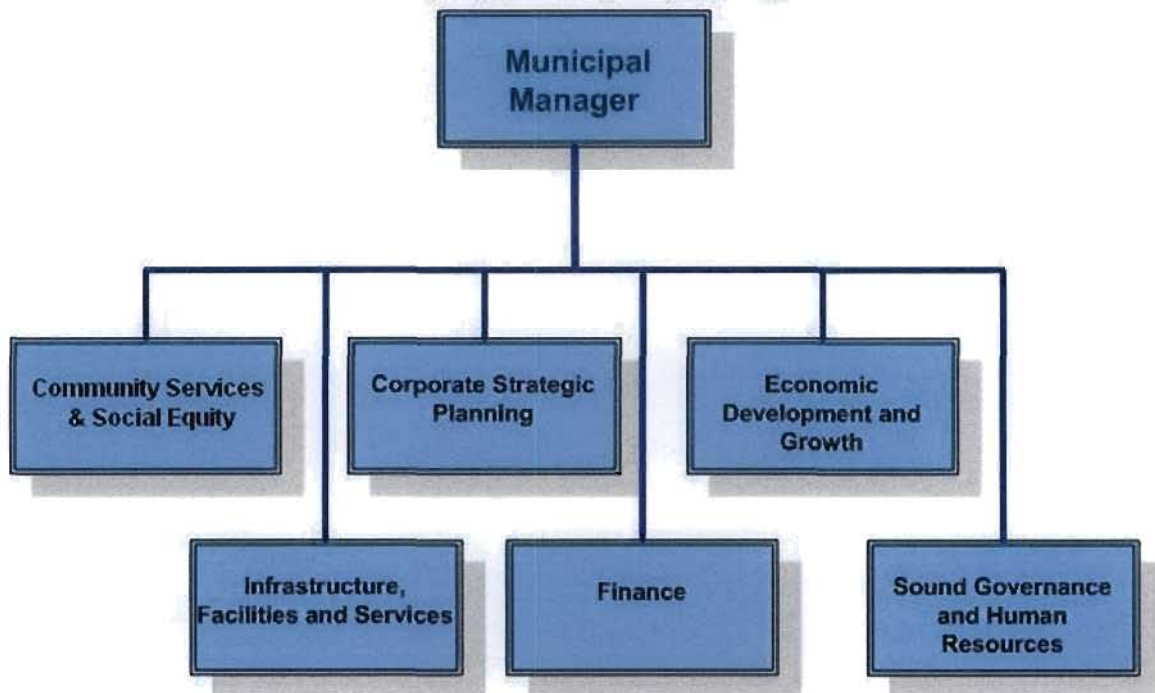 Municipal
Manager
Community Services
& Social Equity
Corporate Strategic
Planning
Economic
Development and
Growth
Infrastructure,
Facilities and Services
Finance
Sound Governance
and Human
Resources